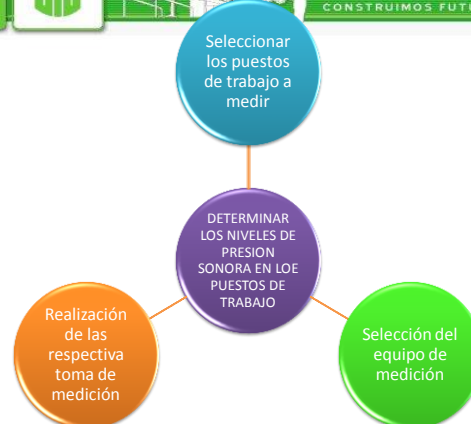 CONSTRUIMOS FUTU
Seleccionar
los puestos
de trabajo a
medir
DETERMINAR
LOS NIVELES DE
PRESION
SONORA EN LOE
PUESTOS DE
TRABAJO
Realización
de las
respectiva
toma de
medición
Selección del
equipo de
medición